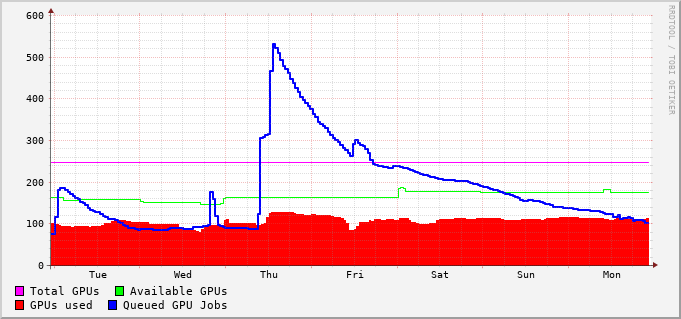 600
500
400
300
200
100
0
Tue Wed Thu Fri Sat Sun Mon
Total GPUs Available GPUs
GPUs used Queued GPU Jobs
RRDTOOL / TOBI OETIKER